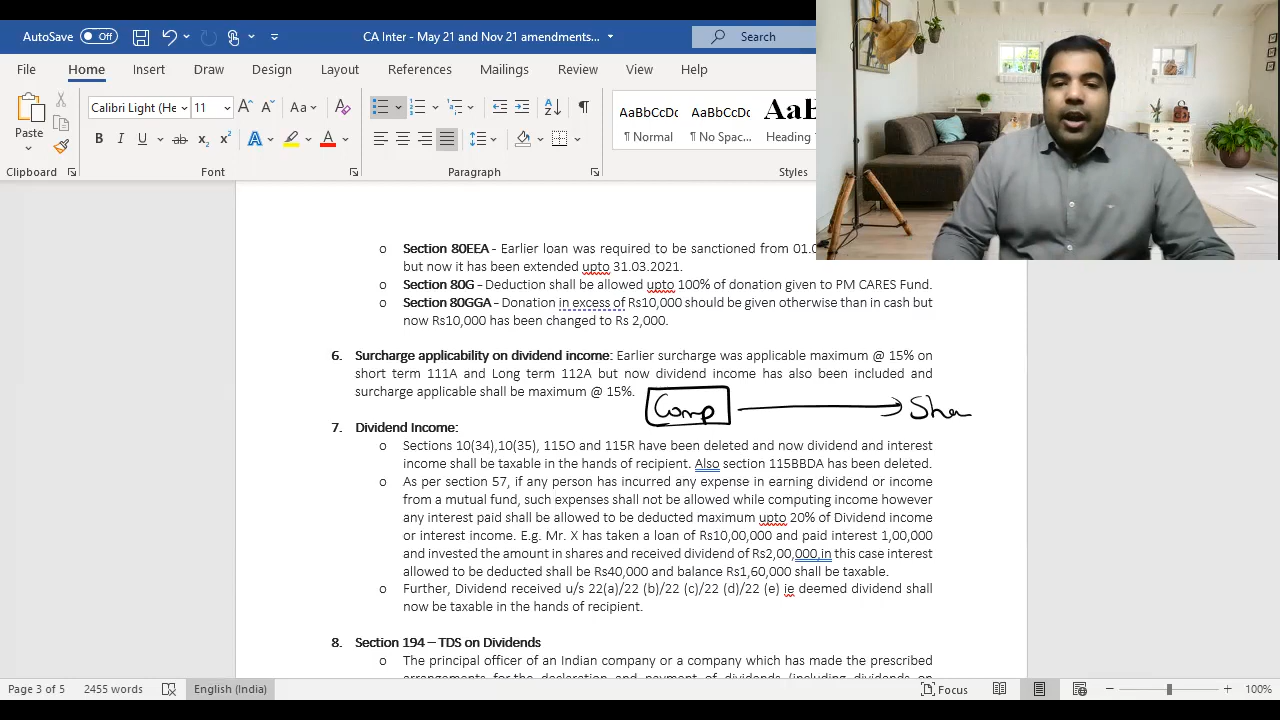 AutoSave Off CA Inter - May 21 and Nov 21 amendments... Search
File Home Insert Draw Design Layout References Mailings Review View Help
Paste
Calibri Light (He 11 Aa
B I U ab x2 x2 A A
AaBbCcDc AaBbCcDc AaB
¶ Normal ¶ No Spac... Heading
Clipboard Font Paragraph Styles
o Section 80EEA - Earlier loan was required to be sanctioned from 01.
but now it has been extended upto 31.03.2021.
o Section 80G - Deduction shall be allowed upto 100% of donation given to PM CARES Fund.
o Section 80GGA – Donation in excess of Rs10,000 should be given otherwise than in cash but
now Rs10,000 has been changed to Rs 2,000.
6. Surcharge applicability on dividend income: Earlier surcharge was applicable maximum @ 15% on
short term 111A and Long term 112A but now dividend income has also been included and
surcharge applicable shall be maximum @ 15%.
Comp Sha
7. Dividend Income:
o Sections 10(34),10(35), 115O and 115R have been deleted and now dividend and interest
income shall be taxable in the hands of recipient. Also section 115BBDA has been deleted.
o As per section 57, if any person has incurred any expense in earning dividend or income
from a mutual fund, such expenses shall not be allowed while computing income however
any interest paid shall be allowed to be deducted maximum upto 20% of Dividend income
or interest income. E.g. Mr. X has taken a loan of Rs10,00,000 and paid interest 1,00,000
and invested the amount in shares and received dividend of Rs2,00,000,in this case interest
allowed to be deducted shall be Rs40,000 and balance Rs1,60,000 shall be taxable.
o Further, Dividend received u/s 22(a)/22 (b)/22 (c)/22 (d)/22 (e) ie deemed dividend shall
now be taxable in the hands of recipient.
8. Section 194 – TDS on Dividends
o The principal officer of an Indian company or a company which has made the prescribed
arrangements for the declaration and payment of dividends (including dividends on
Page 3 of 5 2455 words English (India) Focus 100%